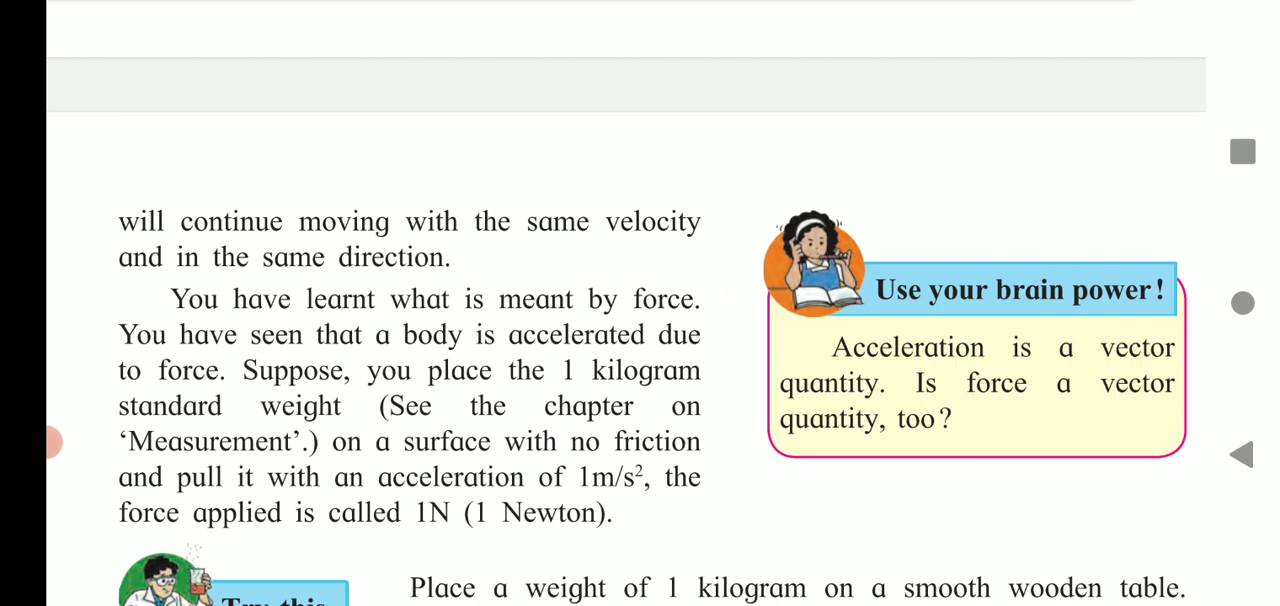 will continue moving with the same velocity
and in the same direction.
You have learnt what is meant by force.
You have seen that a body is accelerated due
to force. Suppose, you place the 1 kilogram
standard weight (See the chapter on
‘Measurement’.) on a surface with no friction
and pull it with an acceleration of 1m/s², the
force applied is called 1N (1 Newton).
Use your brain power!
Acceleration is a vector
quantity. Is force a vector
quantity, too?
Try this
Place a weight of 1 kilogram on a smooth wooden table.